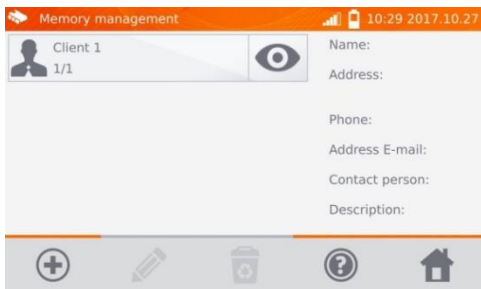 Memory management
10:29 2017.10.27
Client 1
1/1
Name:
Address:
Phone:
Address E-mail:
Contact person:
Description: